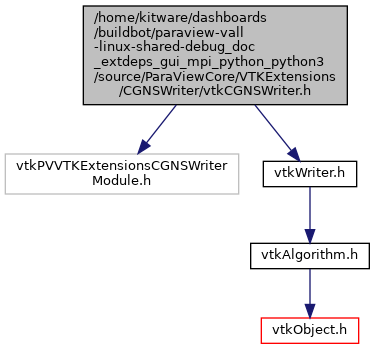 /home/kitware/dashboards
/buildbot/paraview-vall
-linux-shared-debug_doc
_extdeps_gui_mpi_python_python3
/source/ParaViewCore/VTKExtensions
/CGNSWriter/vtkCGNSWriter.h
vtkPVVTKExtensionsCGNSWriter
Module.h
vtkWriter.h
vtkAlgorithm.h
vtkObject.h